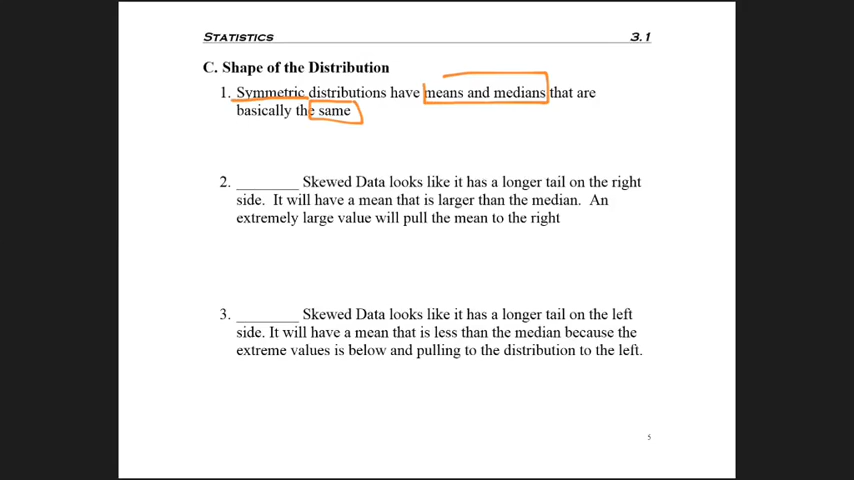 STATISTICS 3.1
C. Shape of the Distribution
1. Symmetric distributions have means and medians that are
basically the same
2. ________ Skewed Data looks like it has a longer tail on the right
side. It will have a mean that is larger than the median. An
extremely large value will pull the mean to the right
3. ________ Skewed Data looks like it has a longer tail on the left
side. It will have a mean that is less than the median because the
extreme values is below and pulling to the distribution to the left.
5